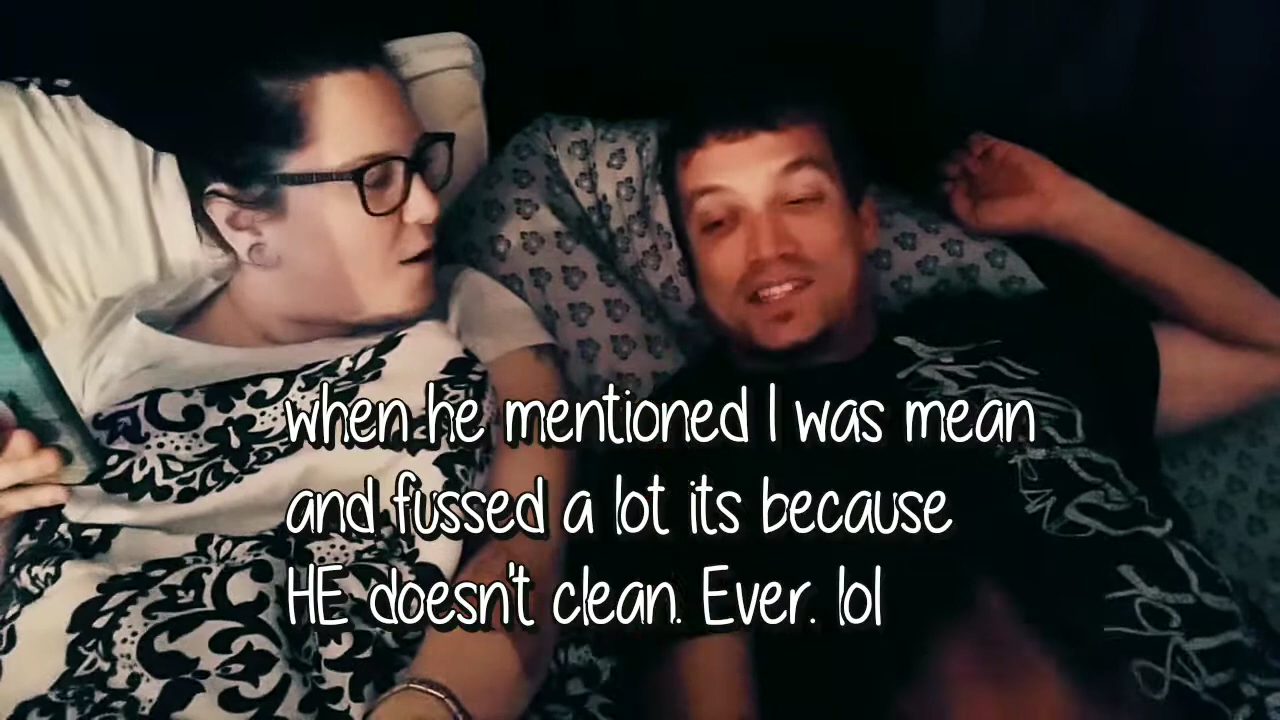 when he mentioned I was mean
and fussed a lot its because
HE doesn't clean. Ever. lol